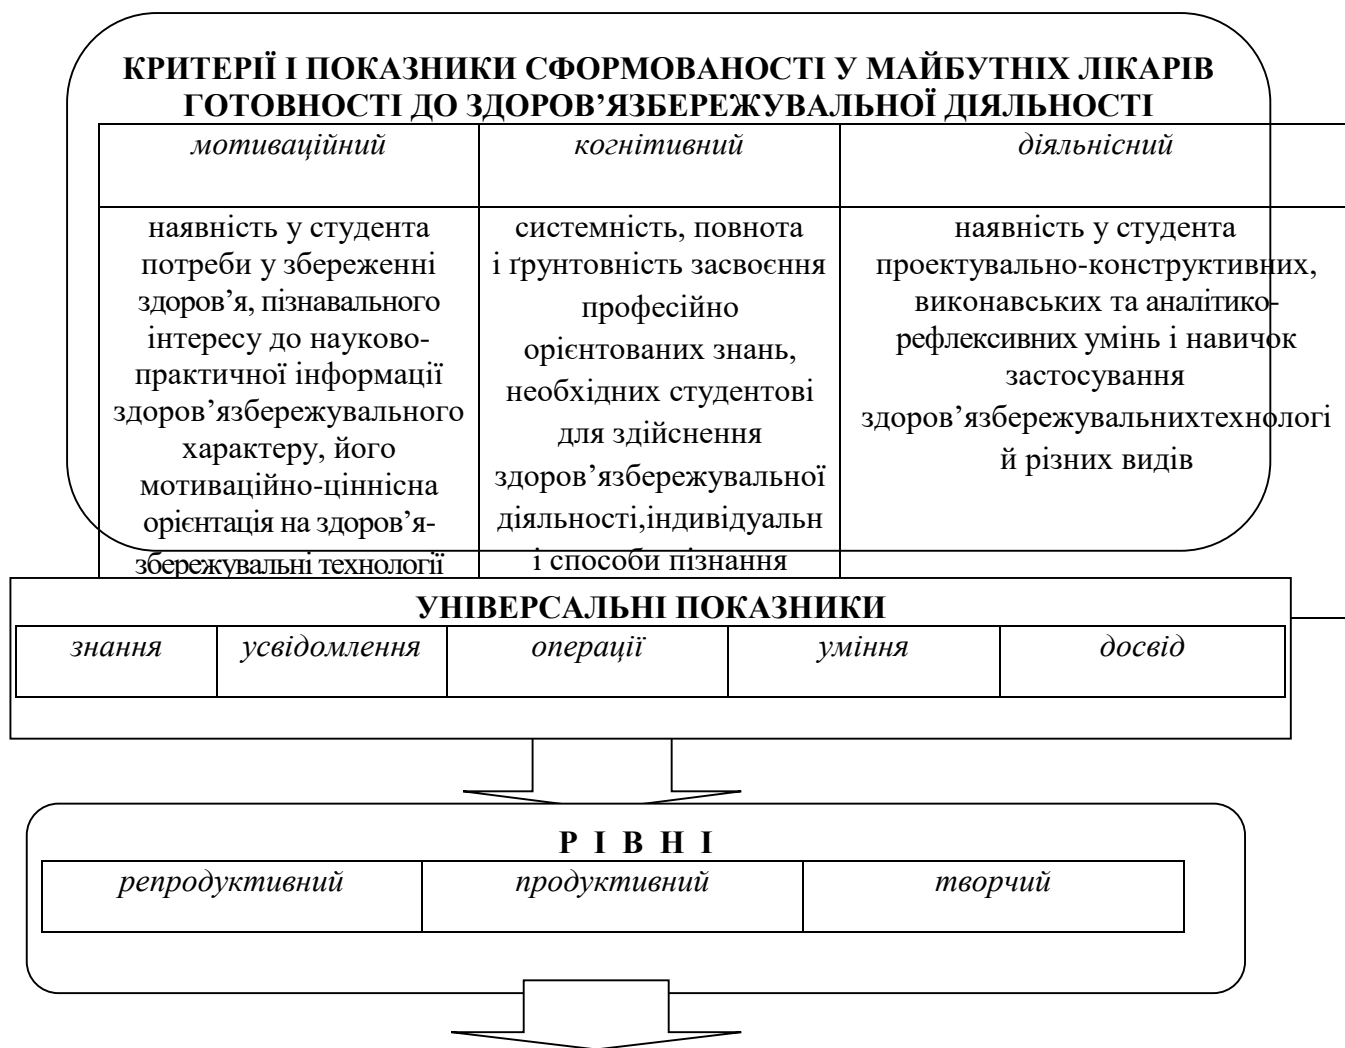 КРИТЕРІЇ І ПОКАЗНИКИ СФОРМОВАНОСТІ У МАЙБУТНІХ ЛІКАРІВ
ГОТОВНОСТІ ДО ЗДОРОВ’ЯЗБЕРЕЖУВАЛЬНОЇ ДІЯЛЬНОСТІ
мотиваційний
когнітивний
діяльнісний
наявність у студента
потреби у збереженні
здоров’я, пізнавального
інтересу до науково-
практичної інформації
здоров’язбережувального
характеру, його
мотиваційно-ціннісна
орієнтація на здоров’я-
збережувальні технології
системність, повнота
і ґрунтовність засвоєння
професійно
орієнтованих знань,
необхідних студентові
для здійснення
здоров’язбережувальної
діяльності,індивідуальн
і способи пізнання
наявність у студента
проектувально-конструктивних,
виконавських та аналітико-
рефлексивних умінь і навичок
застосування
здоров’язбережувальнихтехнологі
й різних видів
УНІВЕРСАЛЬНІ ПОКАЗНИКИ
знання
усвідомлення
операції
уміння
досвід
Р І В Н І
репродуктивний
продуктивний
творчий